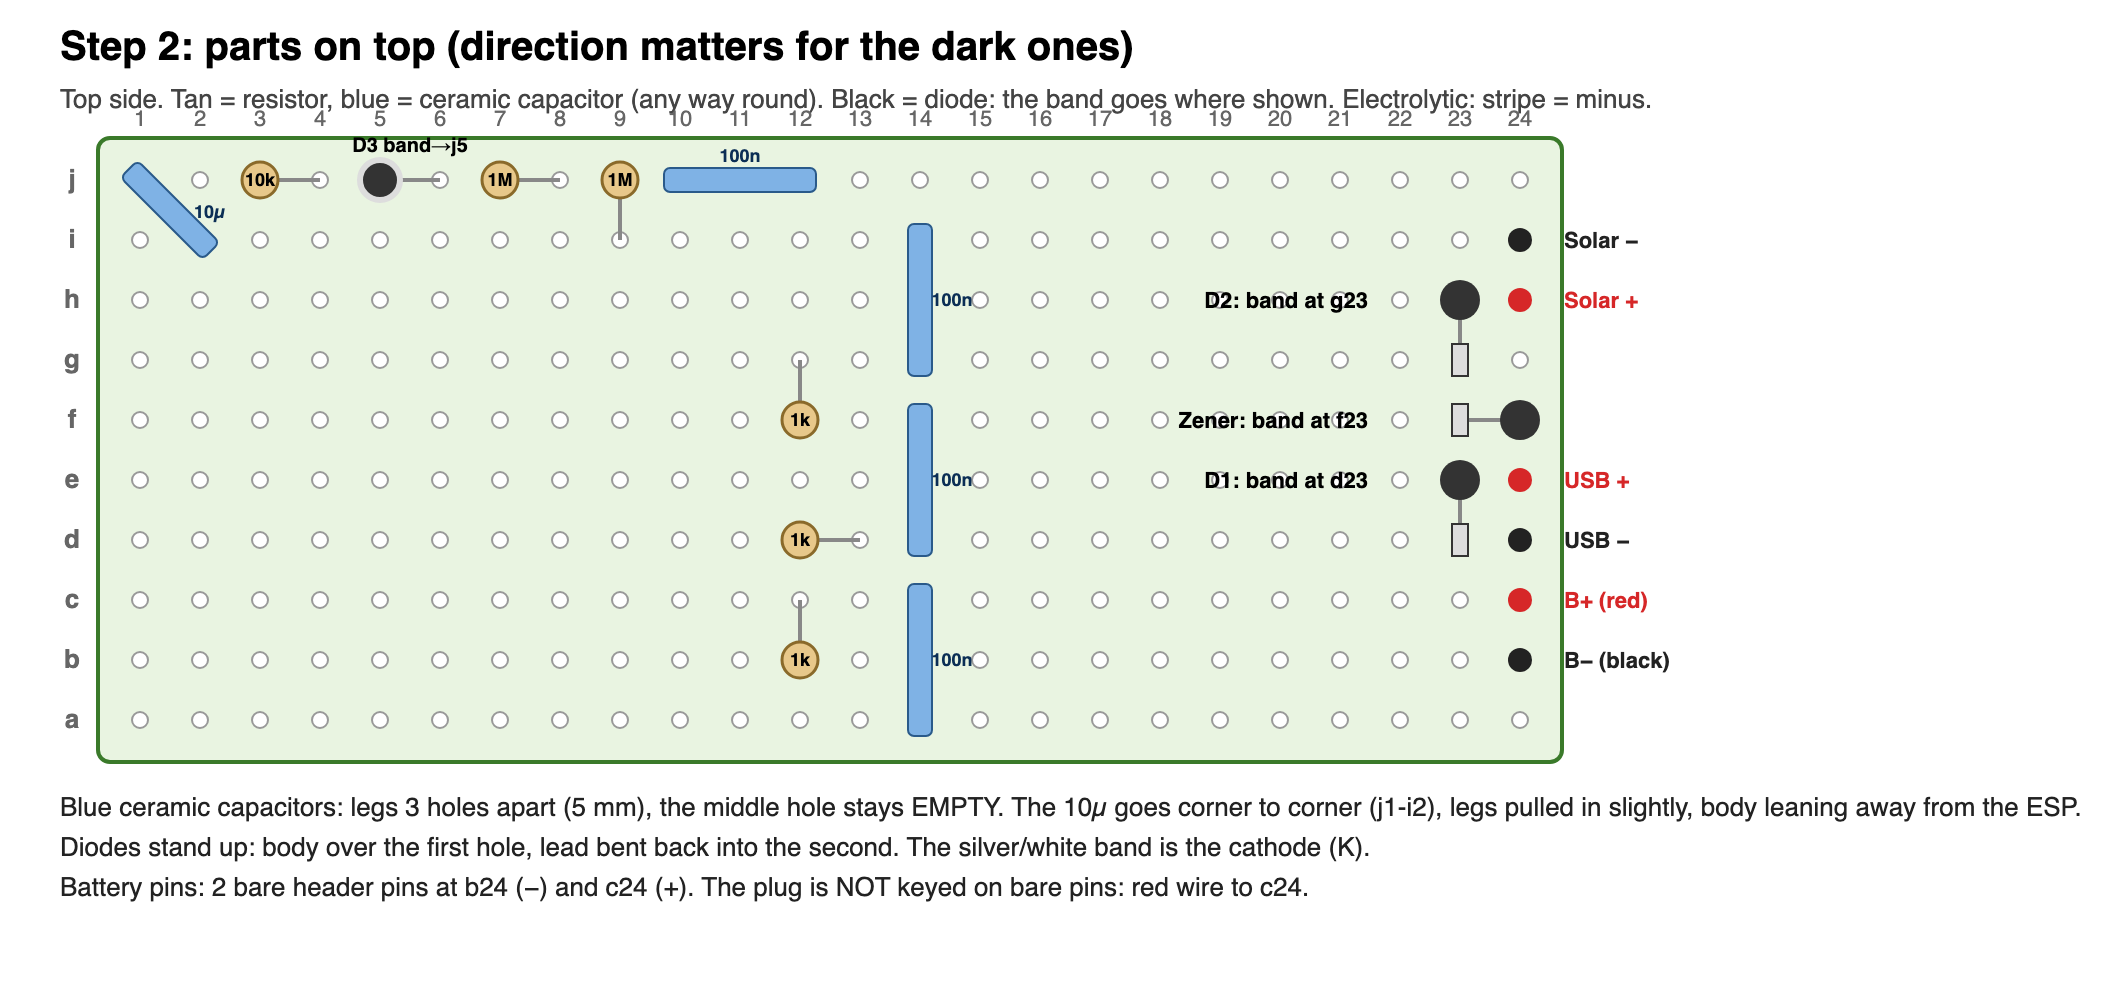 Step 2: parts on top (direction matters for the dark ones)
Top side. Tan = resistor, blue = ceramic capacitor (any way round). Black = diode: the band goes where shown. Electrolytic: stripe = minus.
1 2 3 4 5 6 7 8 9 10 11 12 13 14 15 16 17 18 19 20 21 22 23 24
D3 band→j5
100n
j 10k 1M 1M
10µ
i Solar –
h 100n D2: band at g23 Solar +
g
f 1k Zener: band at f23
e 100n D1: band at d23 USB +
d 1k USB –
c B+ (red)
b 1k 100n B– (black)
a
Blue ceramic capacitors: legs 3 holes apart (5 mm), the middle hole stays EMPTY. The 10µ goes corner to corner (j1-i2), legs pulled in slightly, body leaning away from the ESP.
Diodes stand up: body over the first hole, lead bent back into the second. The silver/white band is the cathode (K).
Battery pins: 2 bare header pins at b24 (–) and c24 (+). The plug is NOT keyed on bare pins: red wire to c24.